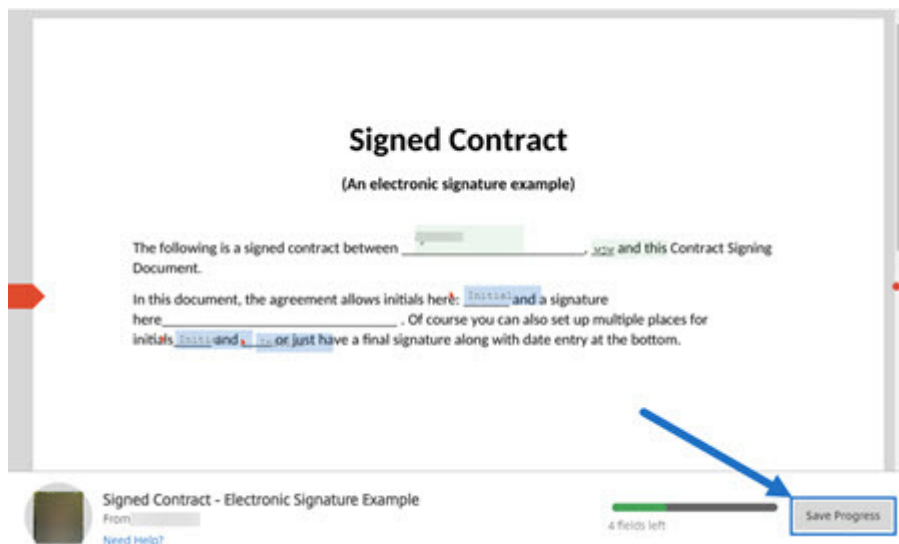 Signed Contract
(An electronic signature example)
The following is a signed contract between ______, and this Contract Signing
Document.
In this document, the agreement allows initials here: Initial and a signature
here______ . Of course you can also set up multiple places for
initials Initi and or just have a final signature along with date entry at the bottom.
Signed Contract - Electronic Signature Example
From
Need Help?
4 fields left
Save Progress